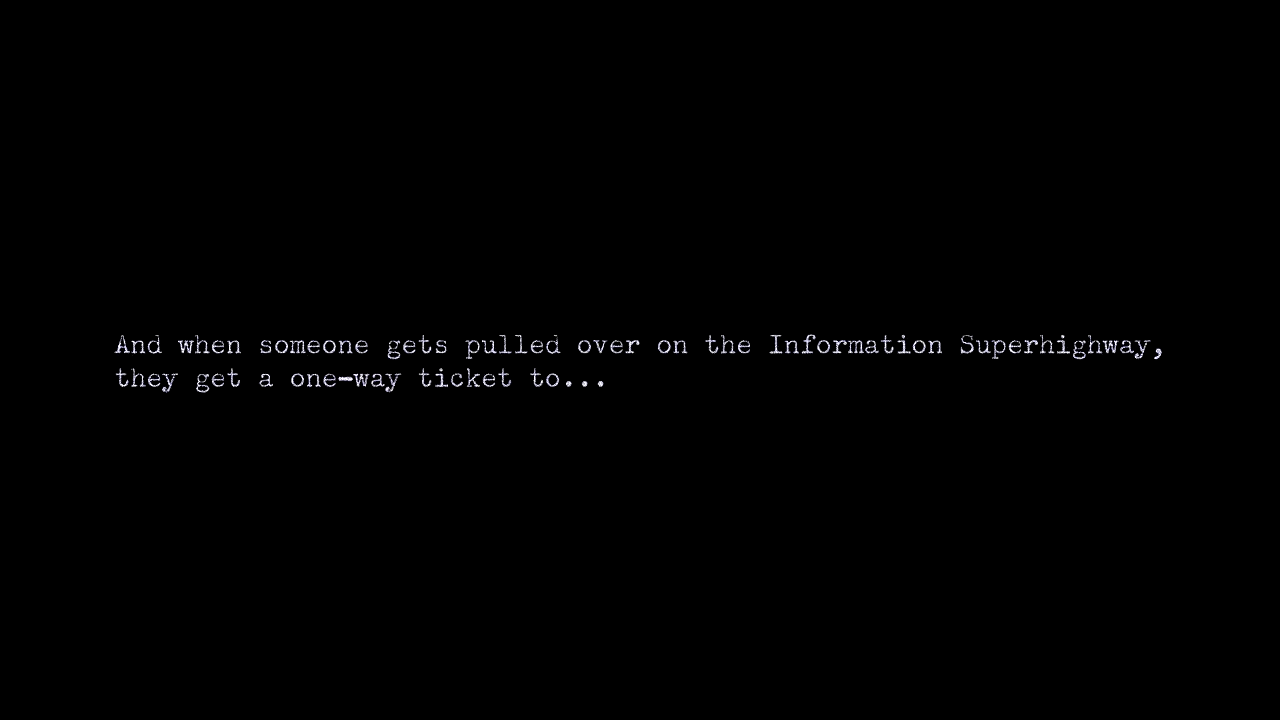 And when someone gets pulled over on the Information Superhighway,
they get a one-way ticket to...